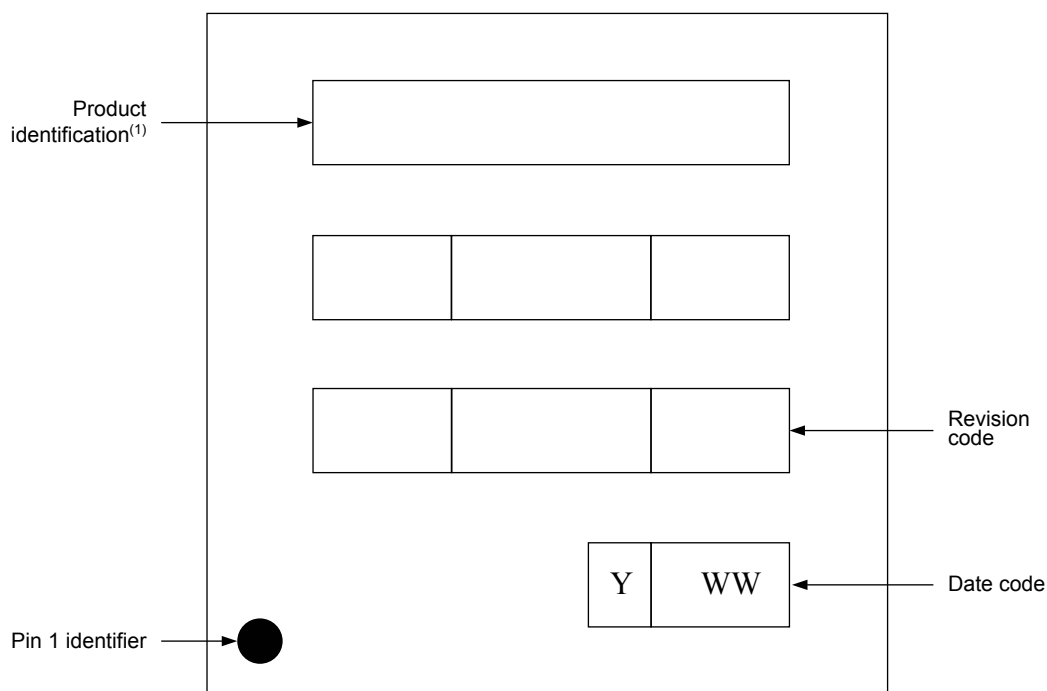 Product
identification(1)
Revision
code
Y WW
Date code
Pin 1 identifier